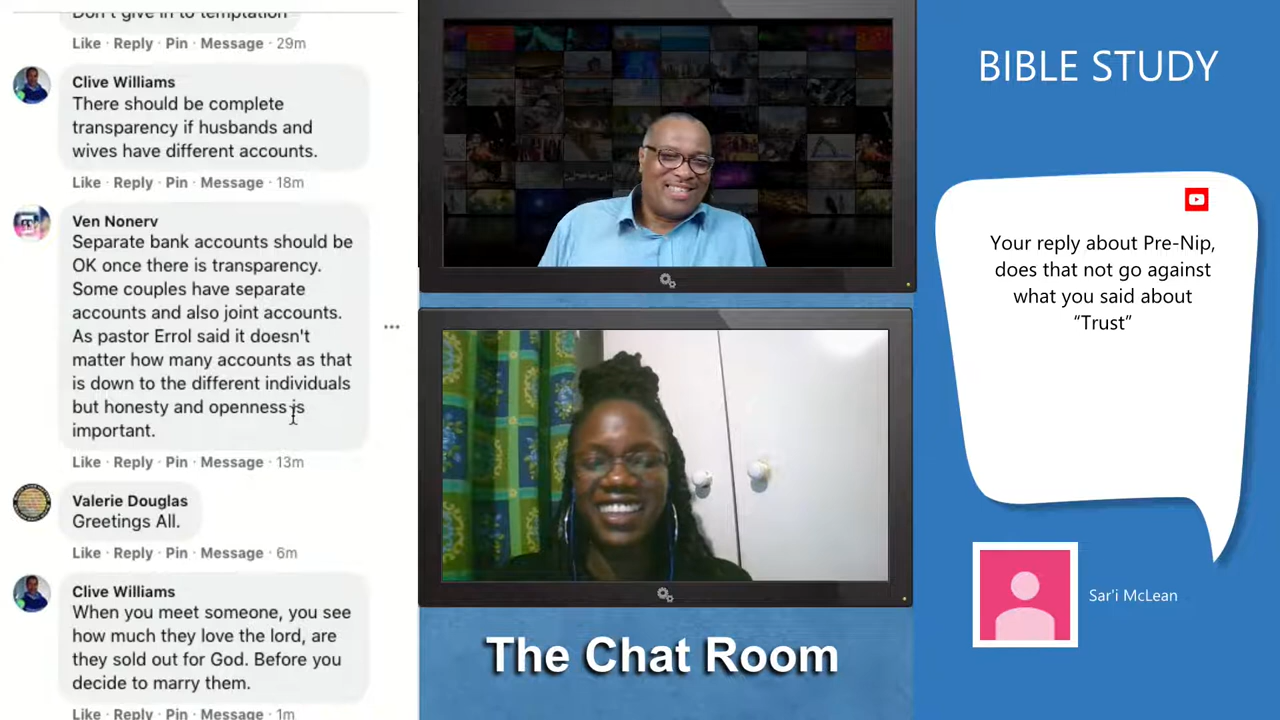 Don't give in to temptation
Like · Reply · Pin · Message · 29m
Clive Williams
There should be complete
transparency if husbands and
wives have different accounts.
Like · Reply · Pin · Message · 18m
Ven Nonerv
Separate bank accounts should be
OK once there is transparency.
Some couples have separate
accounts and also joint accounts.
As pastor Errol said it doesn't
matter how many accounts as that
is down to the different individuals
but honesty and openness is
important.
Like · Reply · Pin · Message · 13m
Valerie Douglas
Greetings All.
Like · Reply · Pin · Message · 6m
Clive Williams
When you meet someone, you see
how much they love the lord, are
they sold out for God. Before you
decide to marry them.
Like · Reply · Pin · Message · 1m
The Chat Room
BIBLE STUDY
Your reply about Pre-Nip,
does that not go against
what you said about
“Trust”
Sar'i McLean